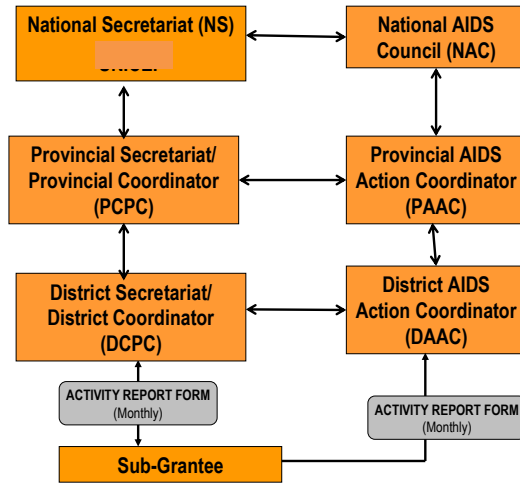 National Secretariat (NS)
National AIDS
Council (NAC)
Provincial Secretariat/
Provincial Coordinator
(PCPC)
Provincial AIDS
Action Coordinator
(PAAC)
District Secretariat/
District Coordinator
(DCPC)
District AIDS
Action Coordinator
(DAAC)
ACTIVITY REPORT FORM
(Monthly)
ACTIVITY REPORT FORM
(Monthly)
Sub-Grantee